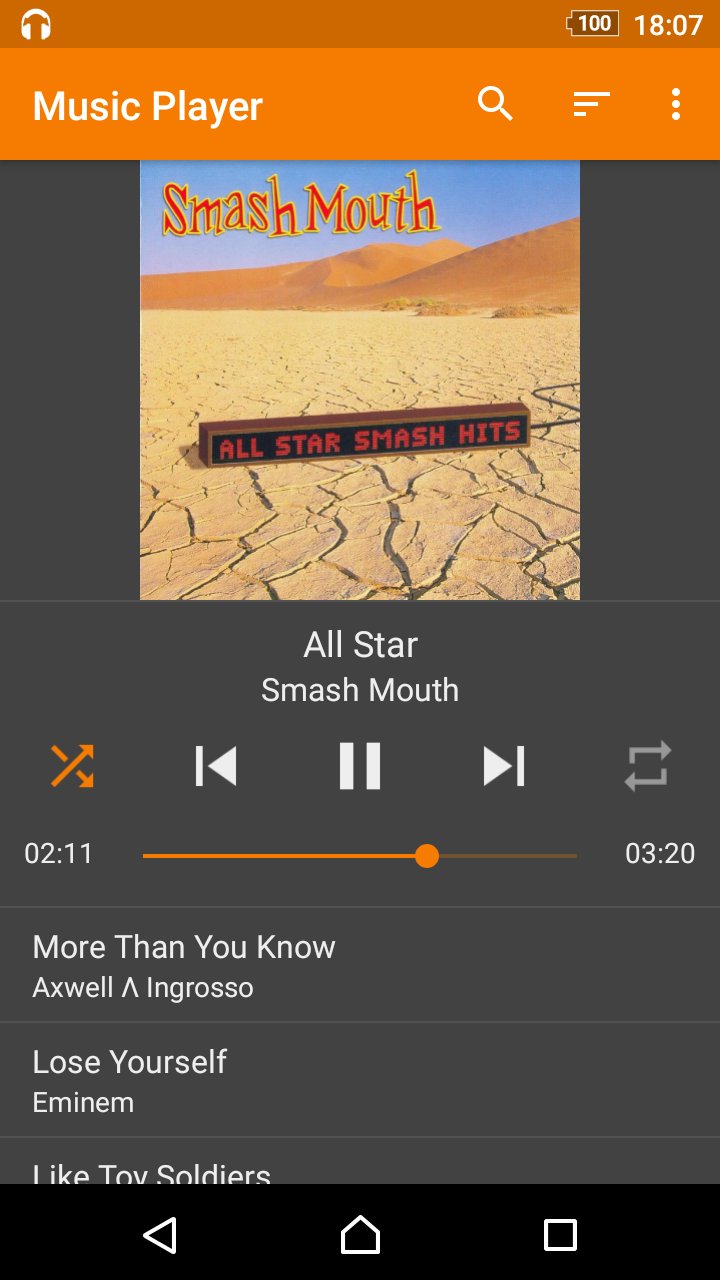 100 18:07
Music Player
Smash Mouth
ALL STAR SMASH HITS
All Star
Smash Mouth
02:11 03:20
More Than You Know
Axwell Λ Ingrosso
Lose Yourself
Eminem
Like Toy Soldiers